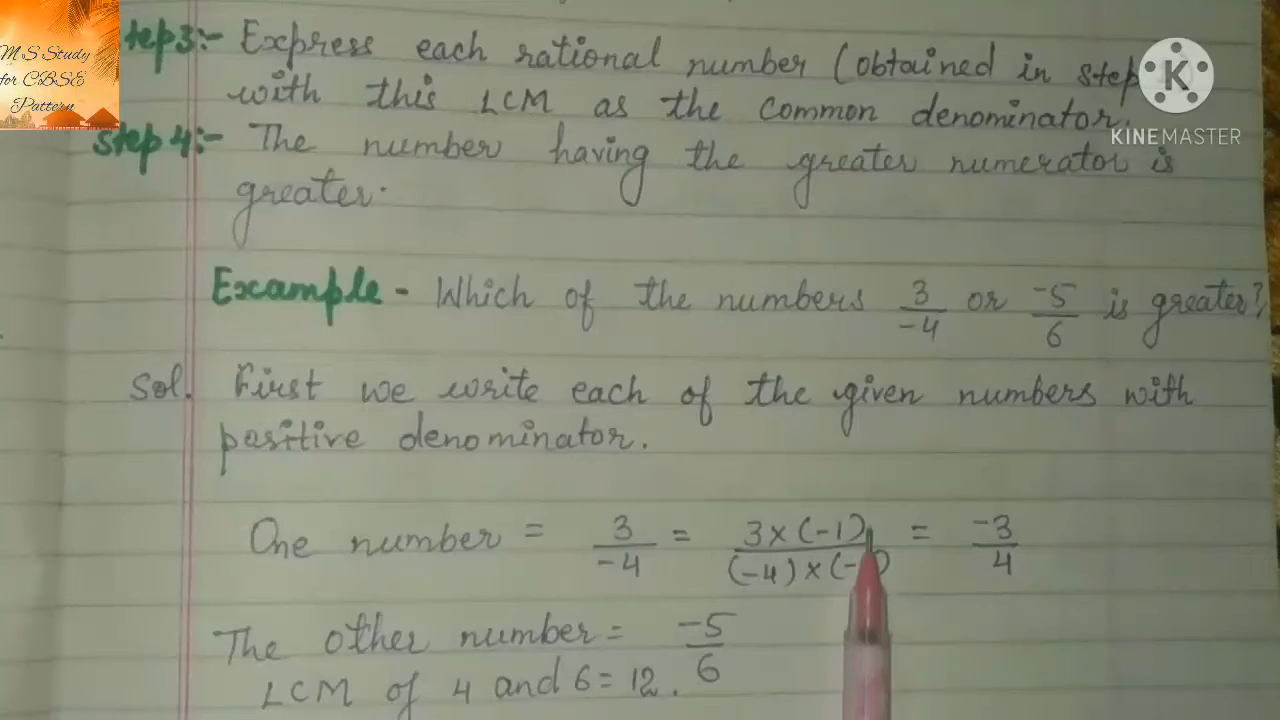 M S Study
for CBSE
Pattern
KINEMASTER
tep 3:- Express each rational number (obtained in step
with this LCM as the common denominator.
Step 4:- The number having the greater numerator is
greater.
Example - Which of the numbers 3/-4 or -5/6 is greater?
Sol. First we write each of the given numbers with
positive denominator.
One number = 3/-4 = 3×(-1)/(-4)×(- ) = -3/4
The other number = -5/6
LCM of 4 and 6 = 12.